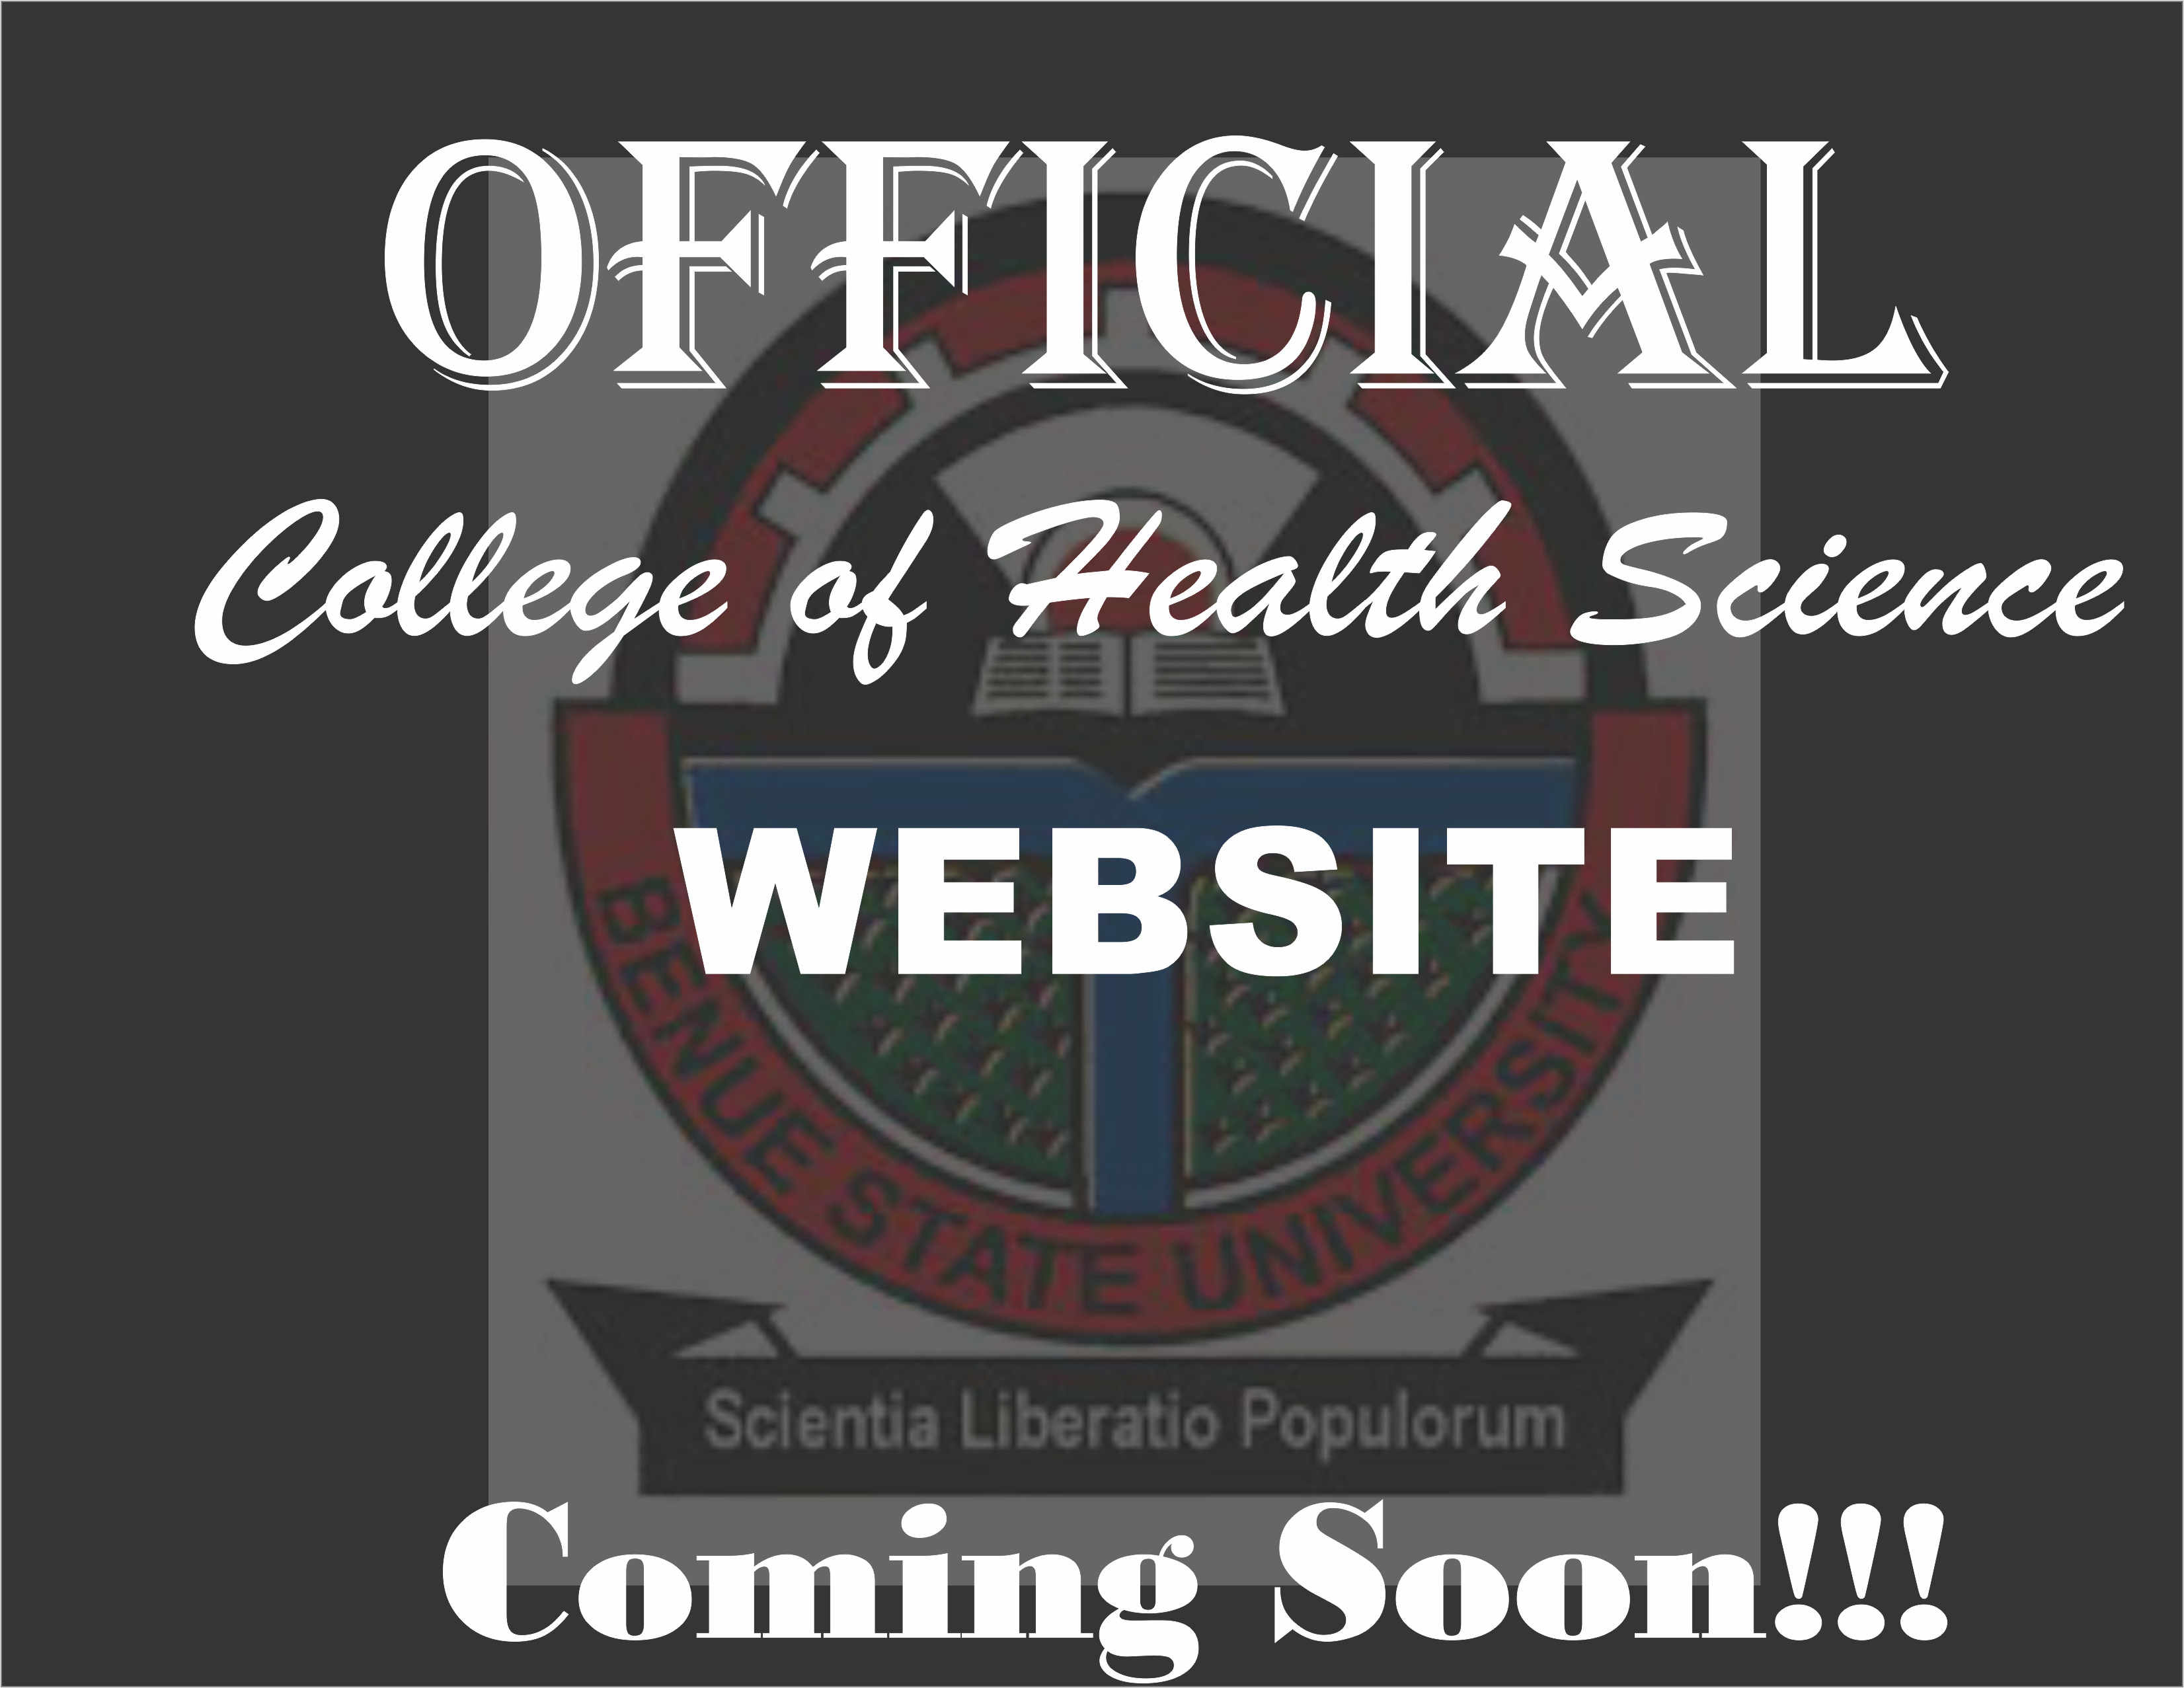 OFFICIAL
College of Health Science
WEBSITE
BENUE STATE UNIVERSITY
Scientia Liberatio Populorum
Coming Soon!!!